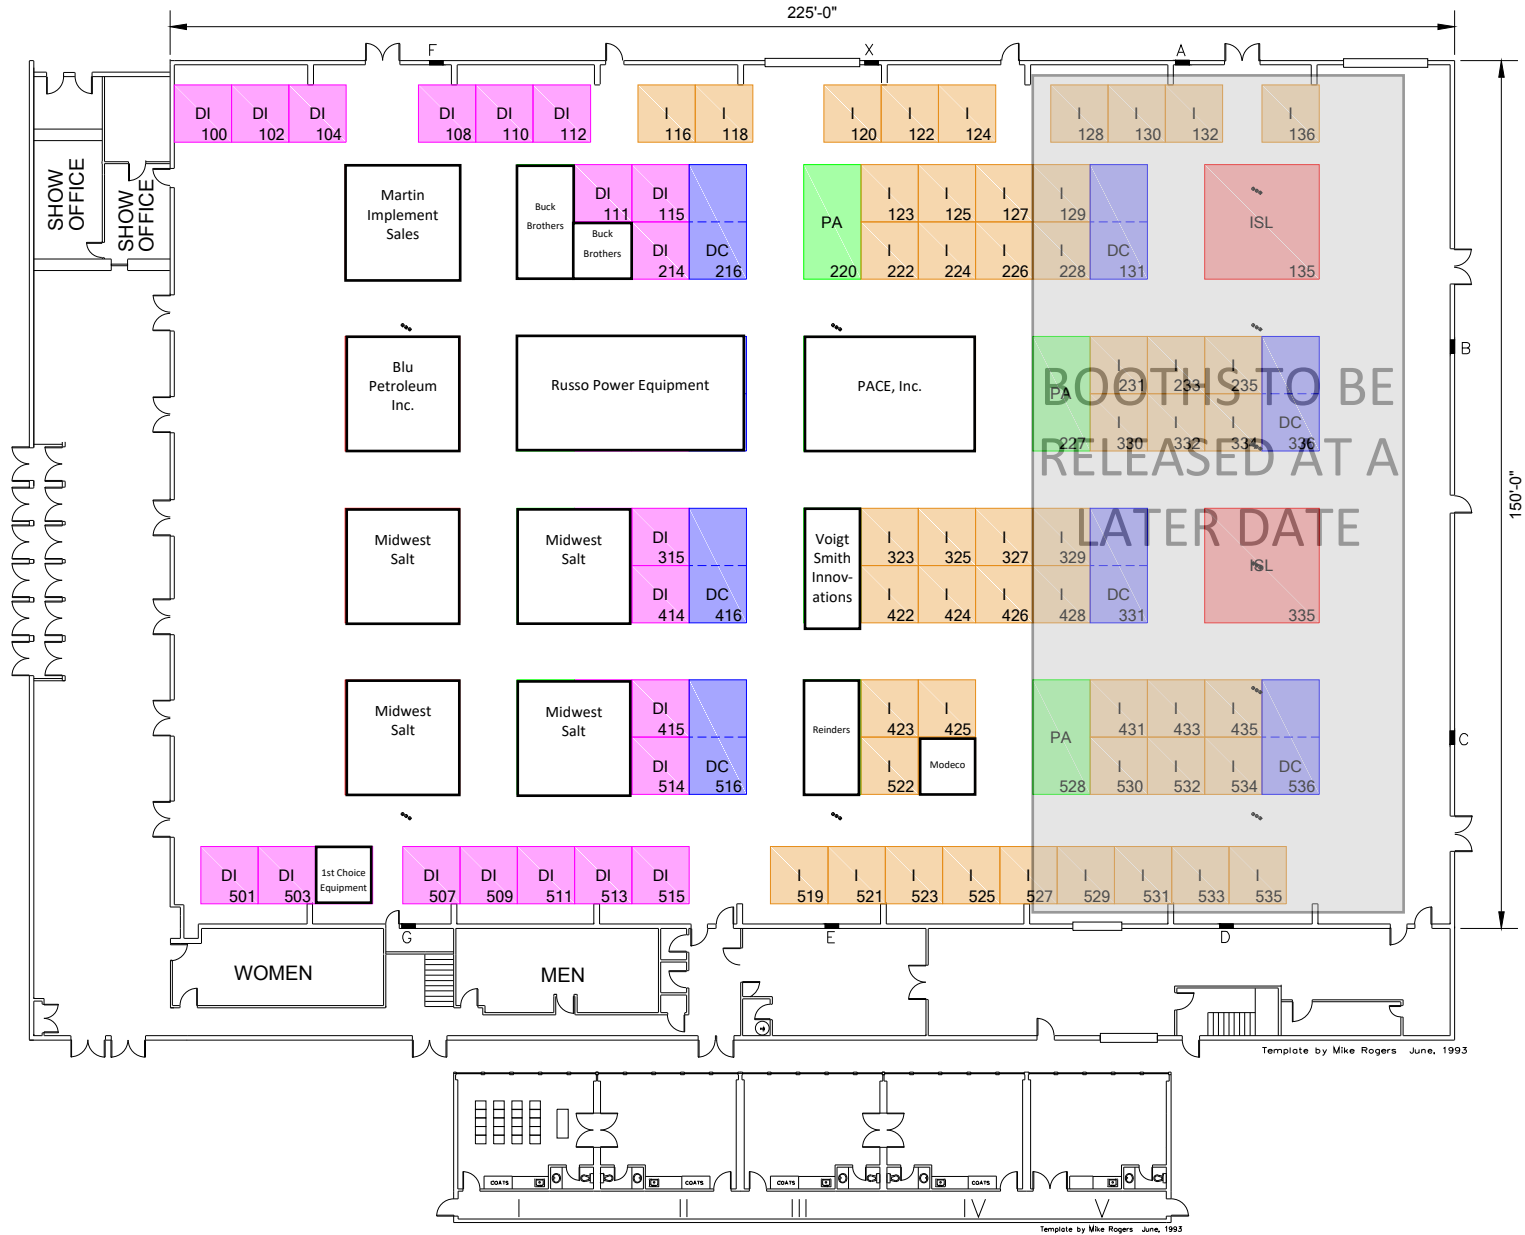 225'-0"
F
X
A
DI 100
DI 102
DI 104
DI 108
DI 110
DI 112
I 116
I 118
I 120
I 122
I 124
I 128
I 130
I 132
I 136
SHOW
OFFICE
SHOW
OFFICE
Martin
Implement
Sales
Buck
Brothers
DI 111
DI 115
Buck
Brothers
DI 214
DC 216
PA 220
I 123
I 125
I 127
I 129
I 222
I 224
I 226
I 228
DC 131
ISL 135
150'-0"
B
Blu
Petroleum
Inc.
Russo Power Equipment
PACE, Inc.
PA 227
I 231
I 233
I 235
I 330
I 332
I 334
DC 336
BOOTHS TO BE
RELEASED AT A
LATER DATE
Midwest
Salt
Midwest
Salt
DI 315
DI 414
DC 416
Voigt
Smith
Innov-
ations
I 323
I 325
I 327
I 329
I 422
I 424
I 426
I 428
DC 331
ISL 335
Midwest
Salt
Midwest
Salt
DI 415
DI 514
DC 516
Reinders
I 423
I 425
I 522
Modeco
PA 528
I 431
I 433
I 435
I 530
I 532
I 534
DC 536
C
DI 501
DI 503
1st Choice
Equipment
DI 507
DI 509
DI 511
DI 513
DI 515
I 519
I 521
I 523
I 525
I 527
I 529
I 531
I 533
I 535
G
E
D
WOMEN
MEN
Template by Mike Rogers June, 1993
COATS
COATS
COATS
COATS
I
II
III
IV
V
Template by Mike Rogers June, 1993